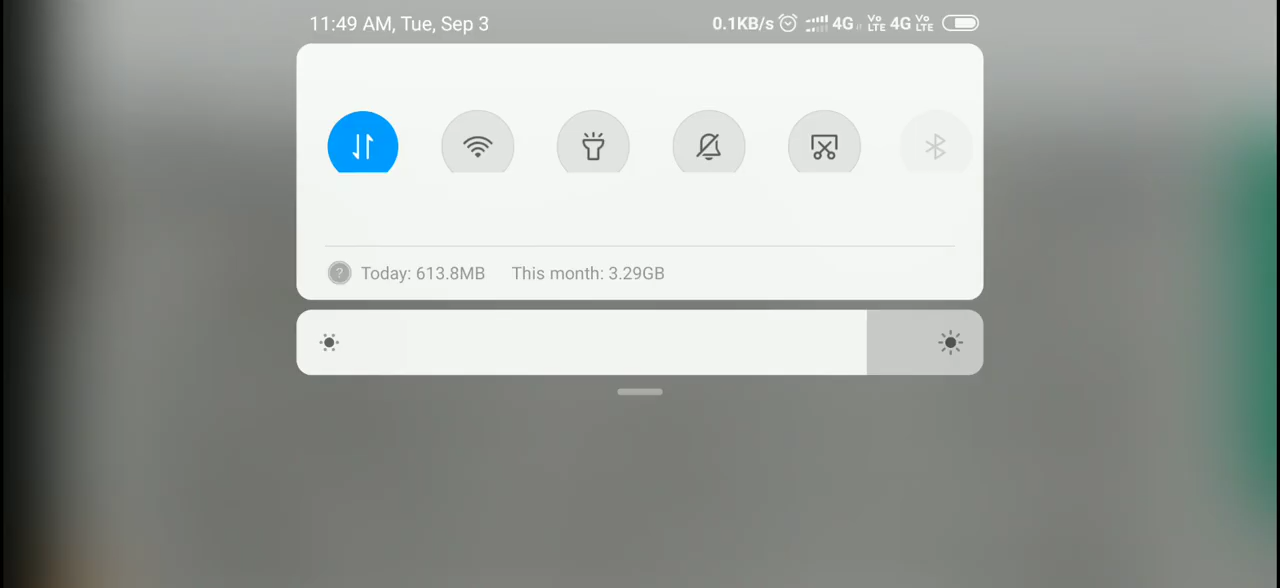 11:49 AM, Tue, Sep 3 0.1KB/s 4G Vo LTE 4G Vo LTE
? Today: 613.8MB This month: 3.29GB